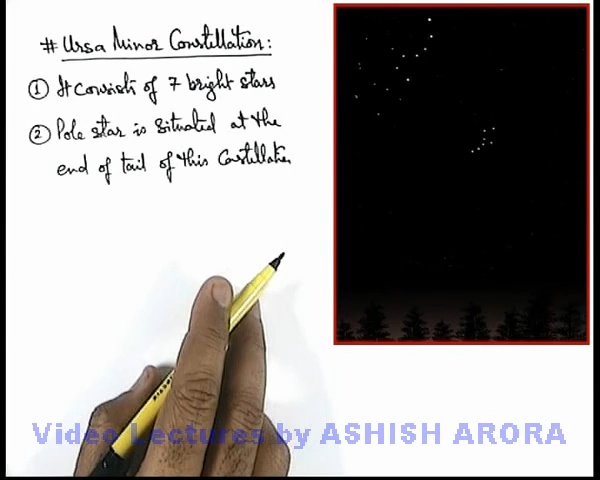 # Ursa Minor Constellation:
① It consists of 7 bright stars
② Pole star is situated at the
end of tail of this Constellation
Video Lectures by ASHISH ARORA